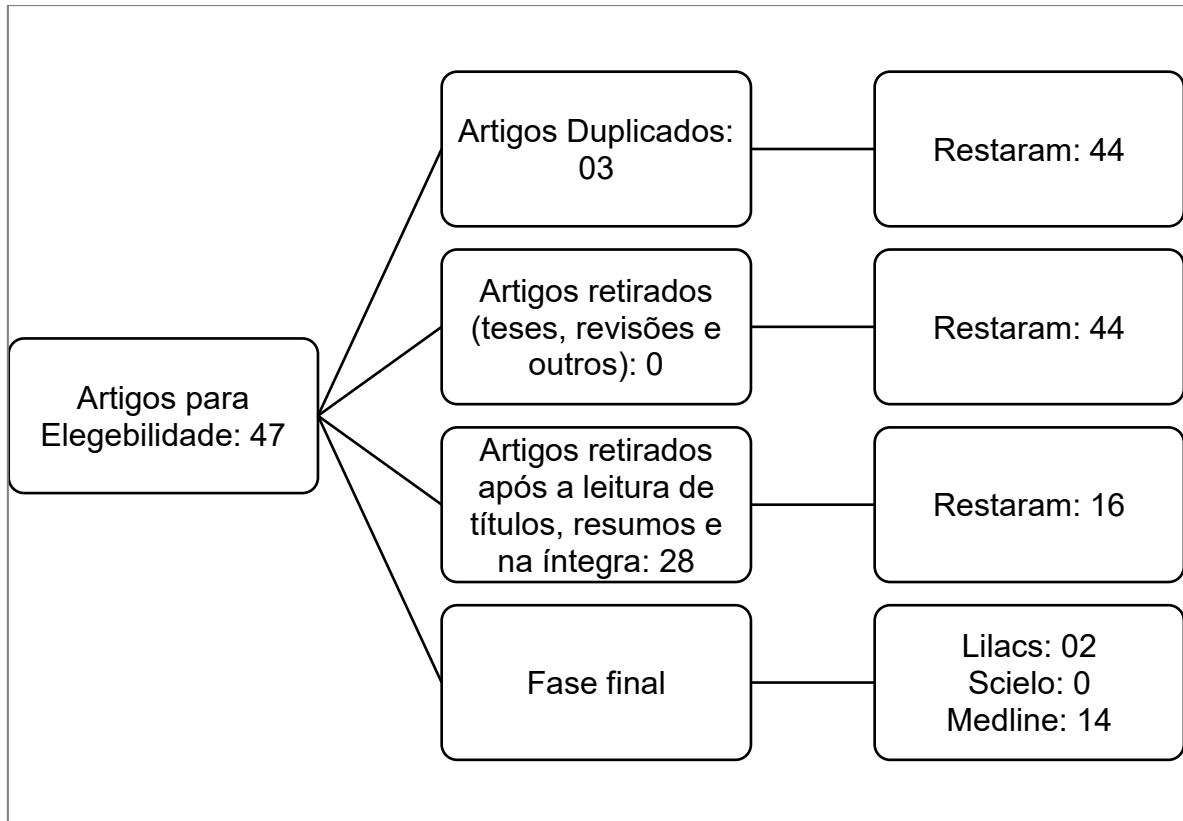 Artigos para
Elegebilidade: 47
Artigos Duplicados:
03
Restaram: 44
Artigos retirados
(teses, revisões e
outros): 0
Restaram: 44
Artigos retirados
após a leitura de
títulos, resumos e
na íntegra: 28
Restaram: 16
Fase final
Lilacs: 02
Scielo: 0
Medline: 14